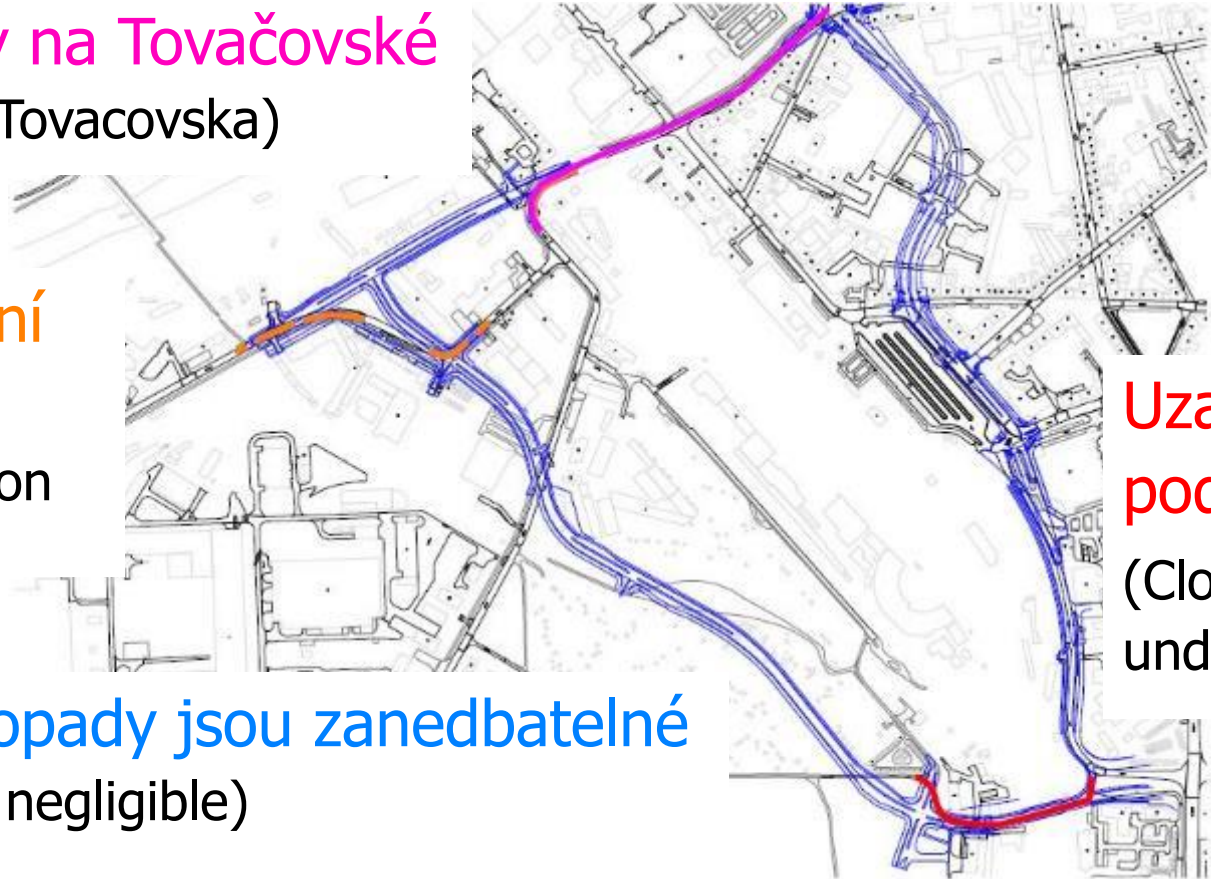 na Tovačovské
Tovacovska)
ní
on
Uza
pod
(Clo
und
opady jsou zanedbatelné
negligible)